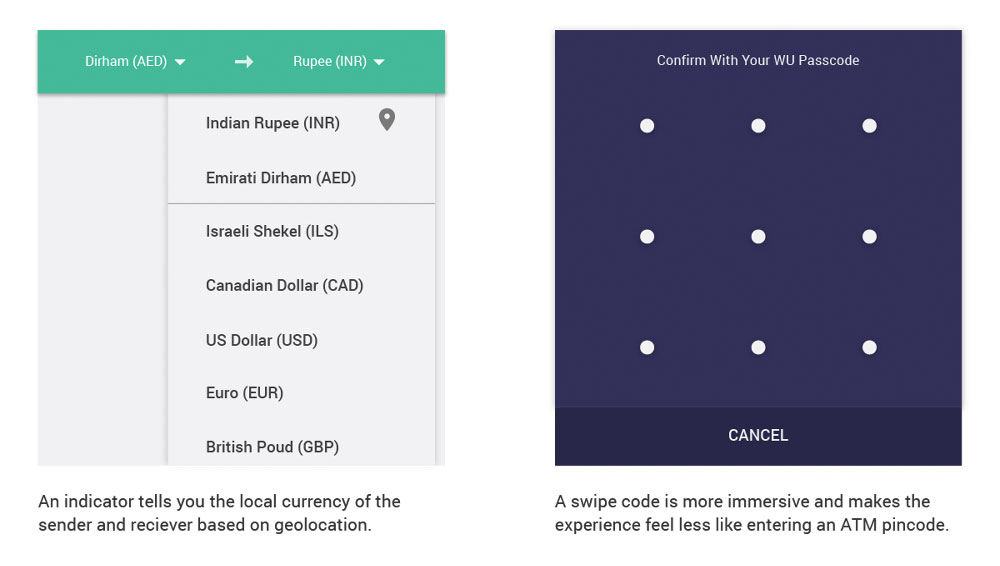 Dirham (AED)
Rupee (INR)
Indian Rupee (INR)
Emirati Dirham (AED)
Israeli Shekel (ILS)
Canadian Dollar (CAD)
US Dollar (USD)
Euro (EUR)
British Poud (GBP)
An indicator tells you the local currency of the
sender and reciever based on geolocation.
Confirm With Your WU Passcode
CANCEL
A swipe code is more immersive and makes the
experience feel less like entering an ATM pincode.